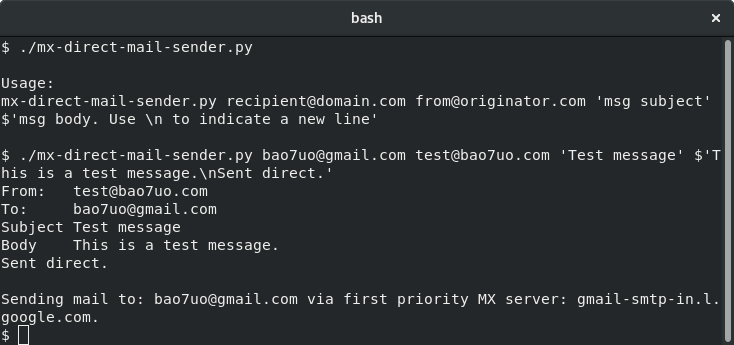 bash
$ ./mx-direct-mail-sender.py
Usage:
mx-direct-mail-sender.py recipient@domain.com from@originator.com 'msg subject'
$'msg body. Use \n to indicate a new line'
$ ./mx-direct-mail-sender.py bao7uo@gmail.com test@bao7uo.com 'Test message' $'T
his is a test message.\nSent direct.'
From:   test@bao7uo.com
To:     bao7uo@gmail.com
Subject Test message
Body    This is a test message.
Sent direct.
Sending mail to: bao7uo@gmail.com via first priority MX server: gmail-smtp-in.l.
google.com.
$